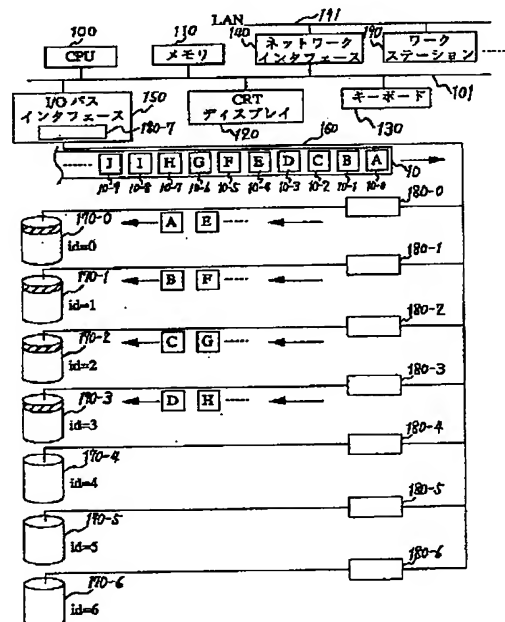 LAN 141
100 110 140 190
CPU メモリ ネットワーク インタフェース ワーク ステーション
150 101
I/O バス インタフェース CRT ディスプレイ キーボード
180-7 120 160 130
J I H G F E D C B A 10
10-9 10-8 10-7 10-6 10-5 10-4 10-3 10-2 10-1 10-0
170-0 A E 180-0
id=0
170-1 B F 180-1
id=1
170-2 C G 180-2
id=2
170-3 D H 180-3
id=3
170-4 180-4
id=4
170-5 180-5
id=5
170-6 180-6
id=6